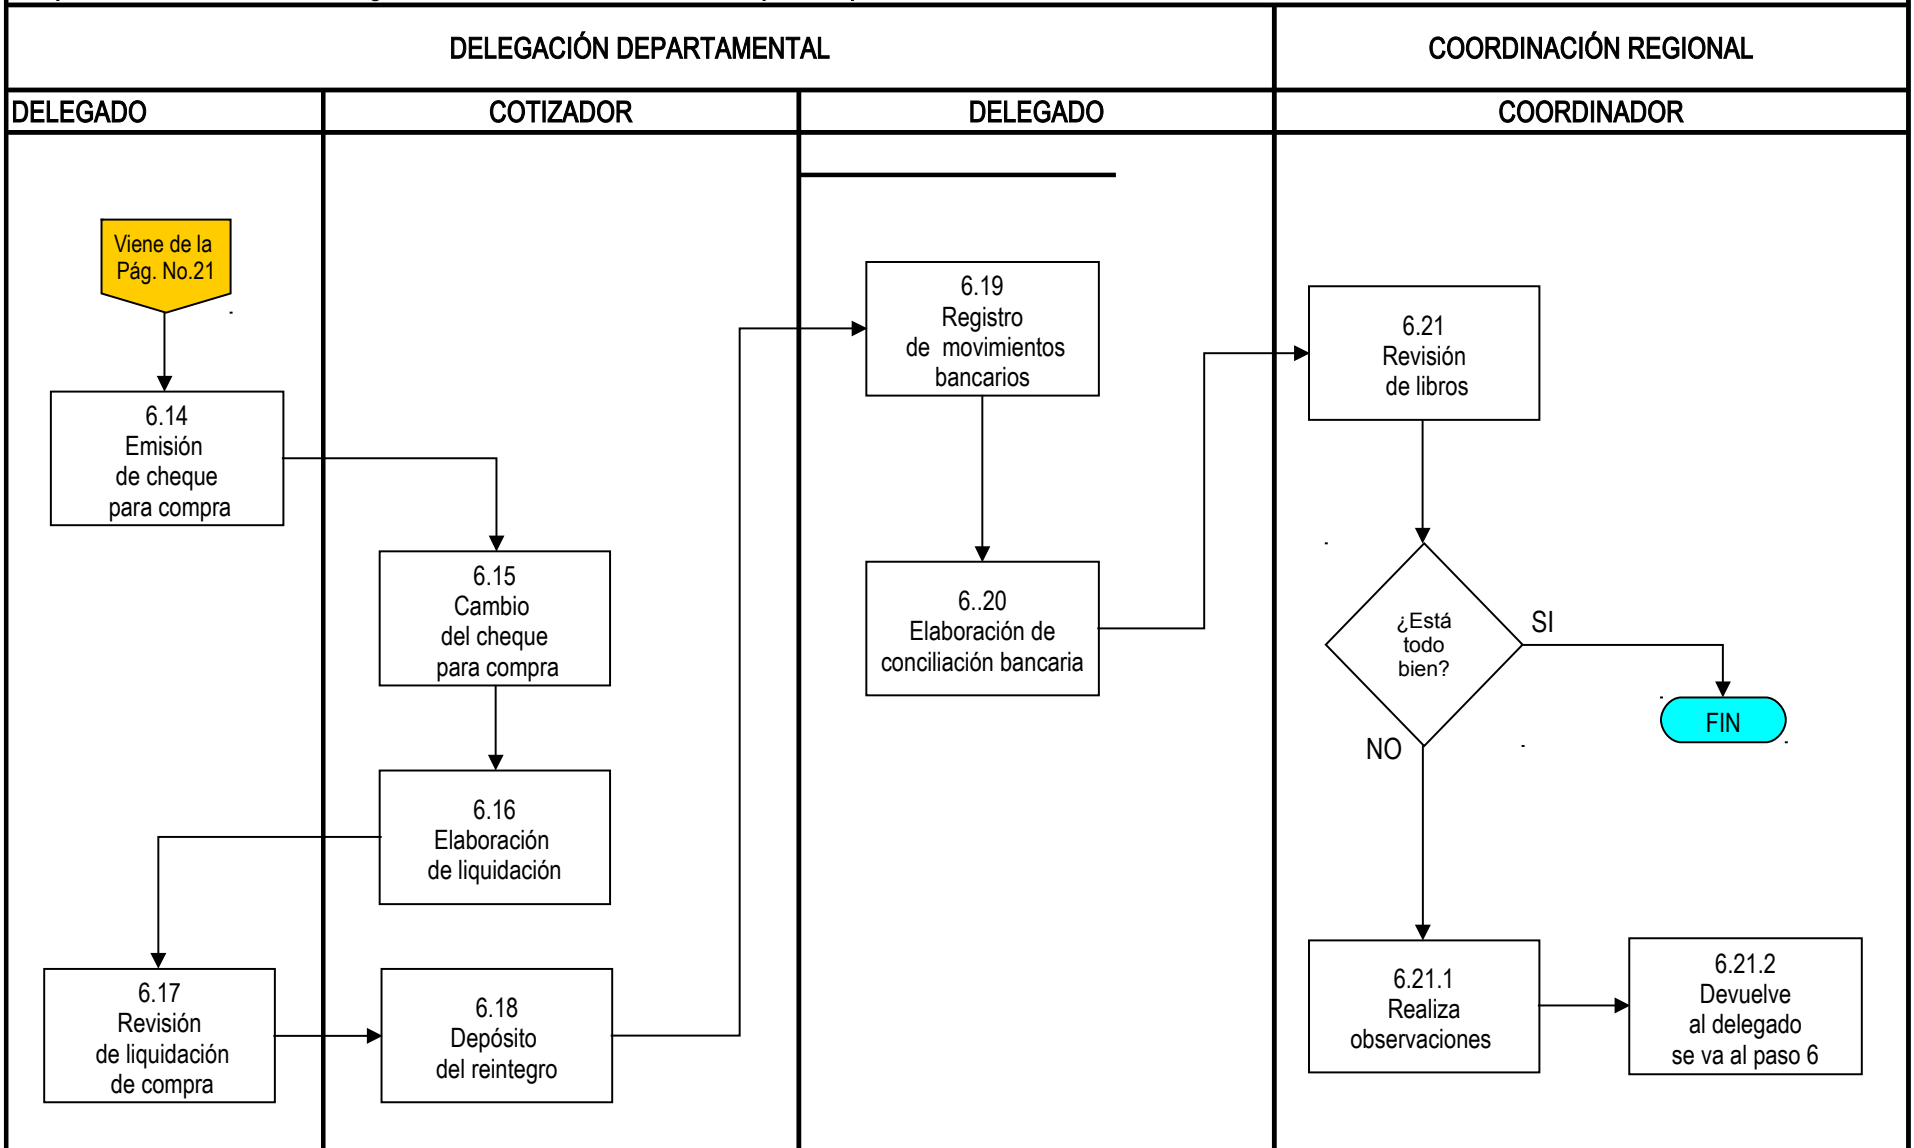 DELEGACIÓN DEPARTAMENTAL
COORDINACIÓN REGIONAL
DELEGADO
COTIZADOR
DELEGADO
COORDINADOR
Viene de la
Pág. No.21
6.14
Emisión
de cheque
para compra
6.15
Cambio
del cheque
para compra
6.16
Elaboración
de liquidación
6.17
Revisión
de liquidación
de compra
6.18
Depósito
del reintegro
6.19
Registro
de movimientos
bancarios
6..20
Elaboración de
conciliación bancaria
6.21
Revisión
de libros
¿Está
todo
bien?
SI
FIN
NO
6.21.1
Realiza
observaciones
6.21.2
Devuelve
al delegado
se va al paso 6